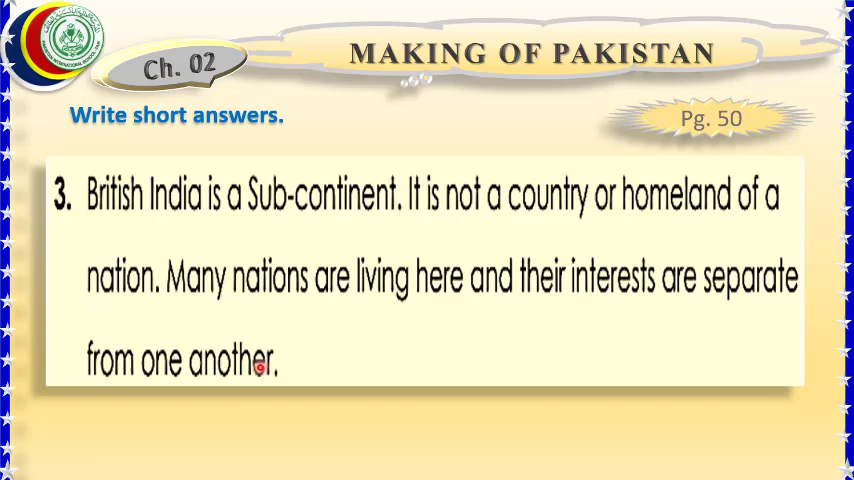 Ch. 02
MAKING OF PAKISTAN
Write short answers.
Pg. 50
3. British India is a Sub-continent. It is not a country or homeland of a
nation. Many nations are living here and their interests are separate
from one another.